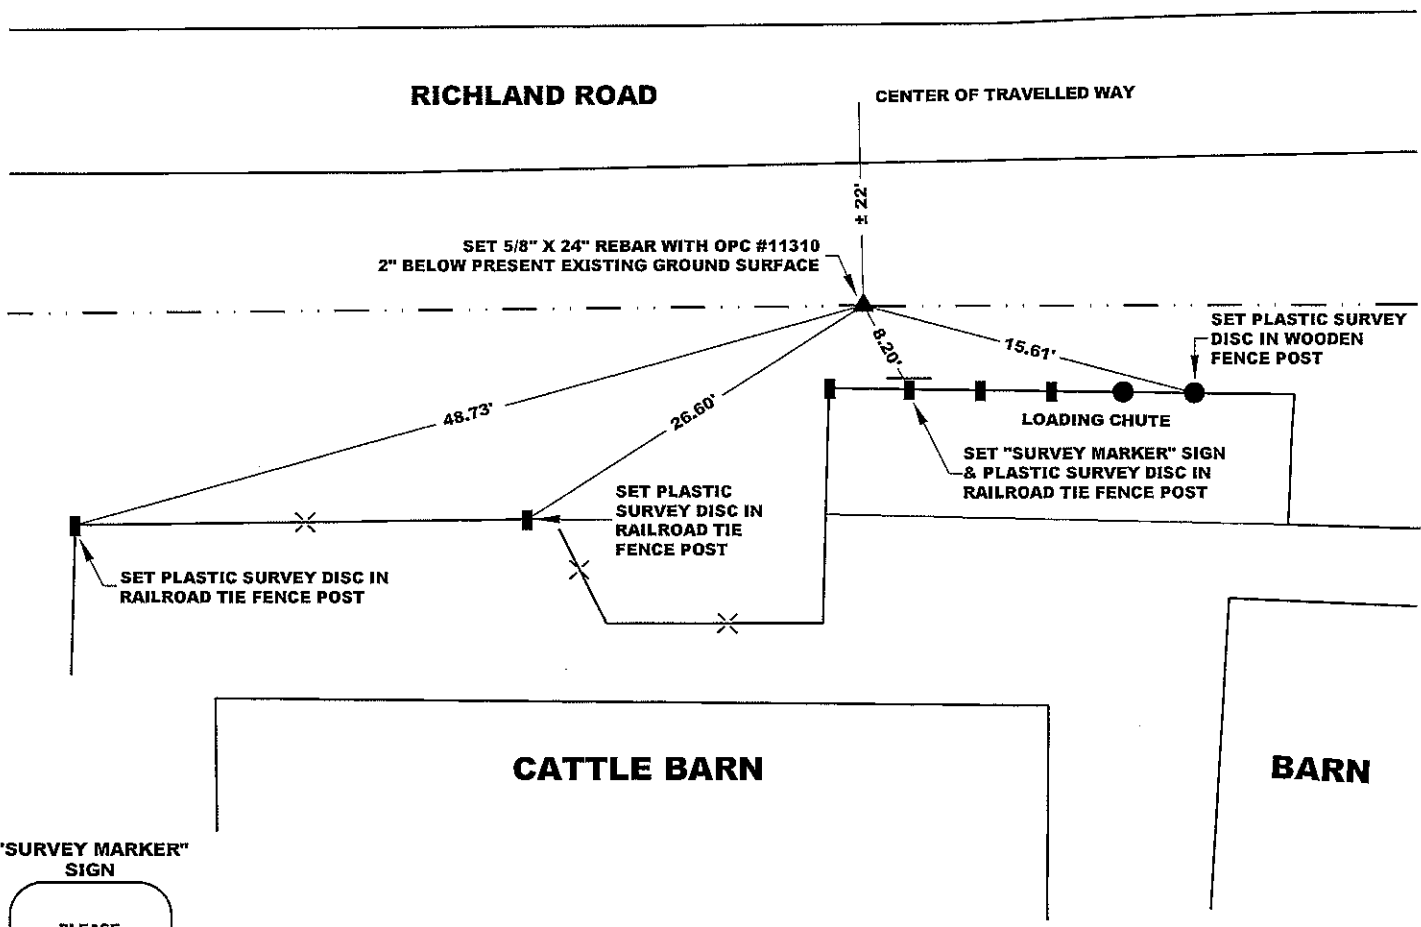 RICHLAND ROAD
CENTER OF TRAVELLED WAY
± 22'
SET 5/8" X 24" REBAR WITH OPC #11310
2" BELOW PRESENT EXISTING GROUND SURFACE
SET PLASTIC SURVEY
DISC IN WOODEN
FENCE POST
8.20'
15.61'
48.73'
26.60'
LOADING CHUTE
SET "SURVEY MARKER" SIGN
& PLASTIC SURVEY DISC IN
RAILROAD TIE FENCE POST
SET PLASTIC
SURVEY DISC IN
RAILROAD TIE
FENCE POST
SET PLASTIC SURVEY DISC IN
RAILROAD TIE FENCE POST
CATTLE BARN
BARN
"SURVEY MARKER"
SIGN
PLEASE